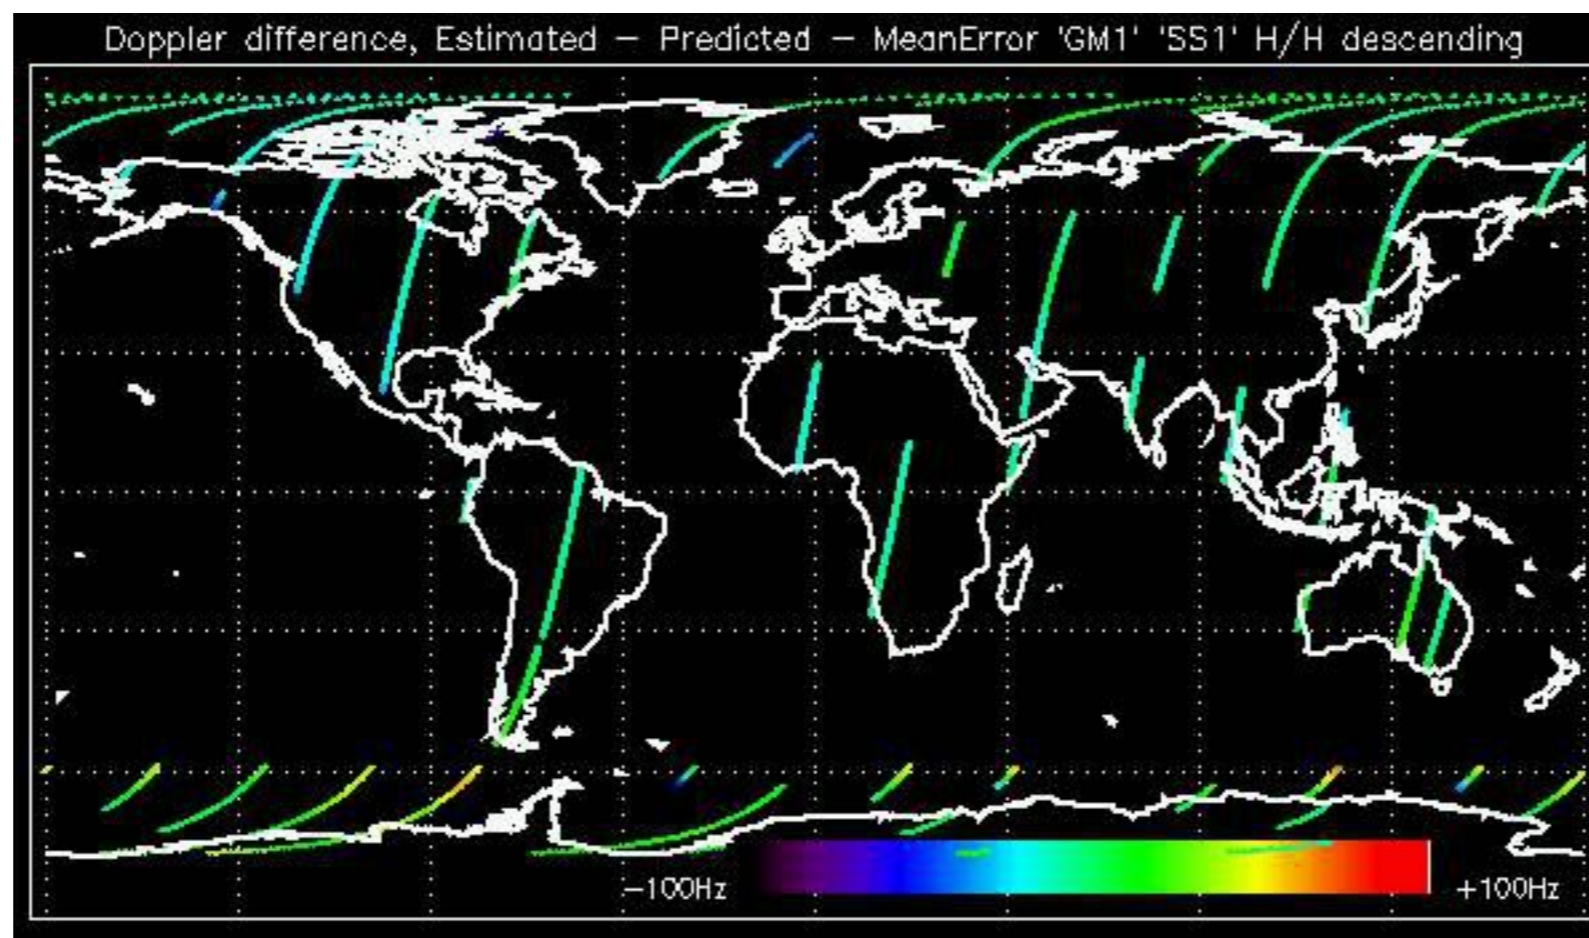 Doppler difference, Estimated – Predicted – MeanError 'GM1' 'SS1' H/H descending
-100Hz +100Hz